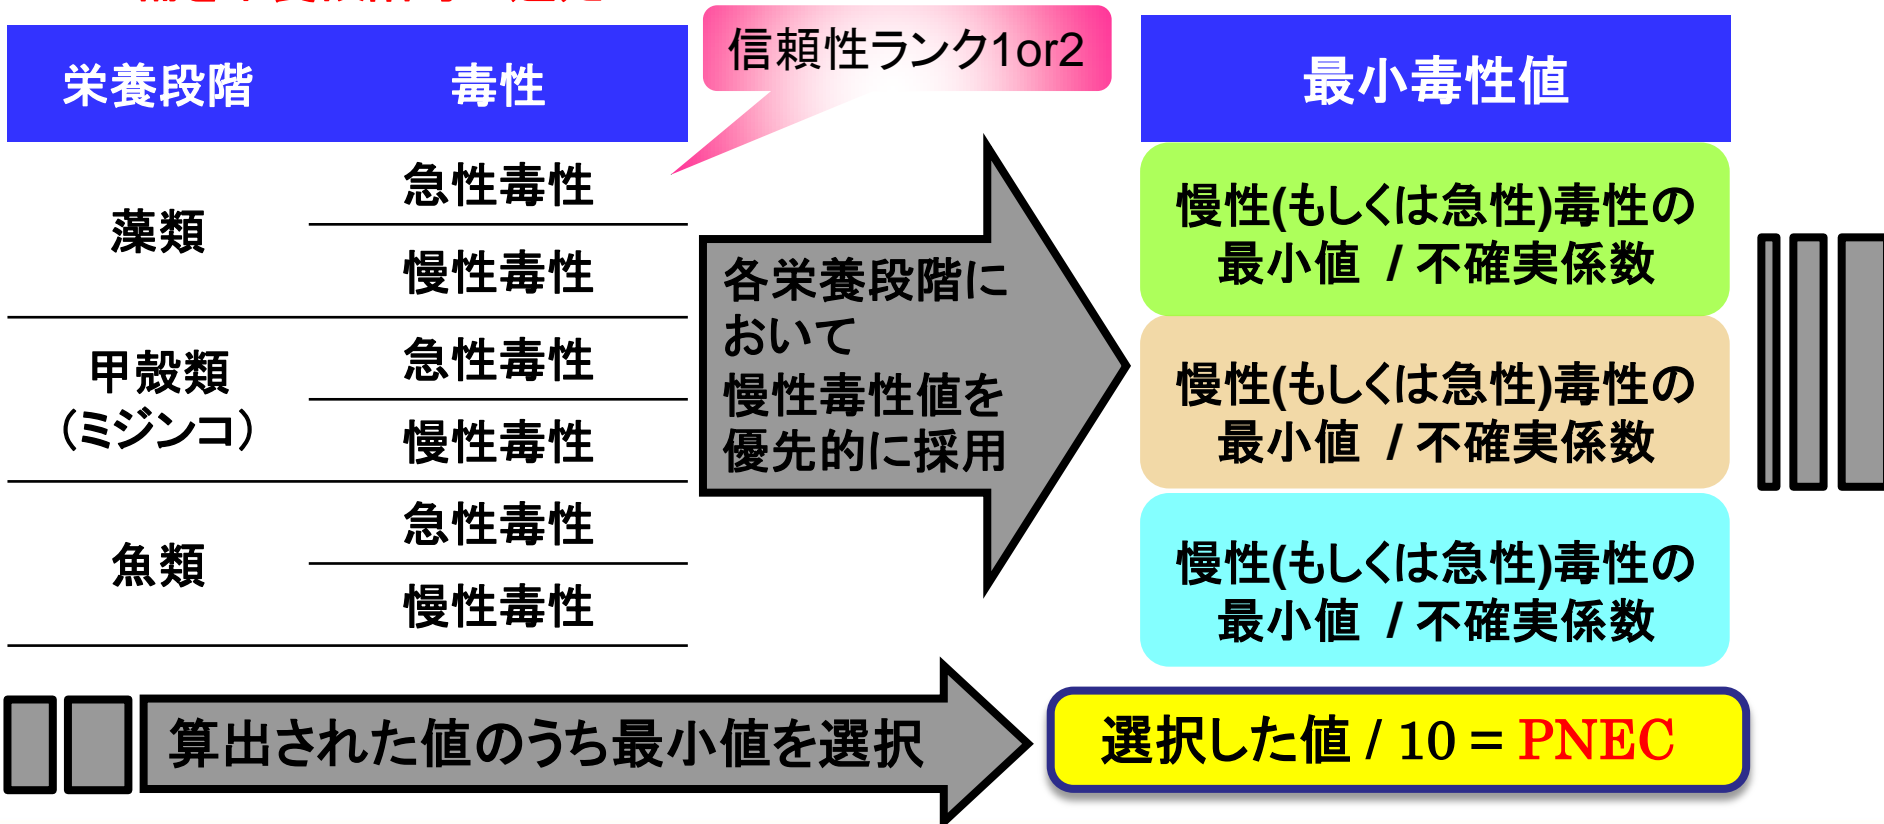 信頼性ランク1or2
栄養段階 毒性
藻類
急性毒性
慢性毒性
甲殻類
(ミジンコ)
急性毒性
慢性毒性
魚類
急性毒性
慢性毒性
各栄養段階に
おいて
慢性毒性値を
優先的に採用
最小毒性値
慢性(もしくは急性)毒性の
最小値 / 不確実係数
慢性(もしくは急性)毒性の
最小値 / 不確実係数
慢性(もしくは急性)毒性の
最小値 / 不確実係数
算出された値のうち最小値を選択
選択した値 / 10 = PNEC